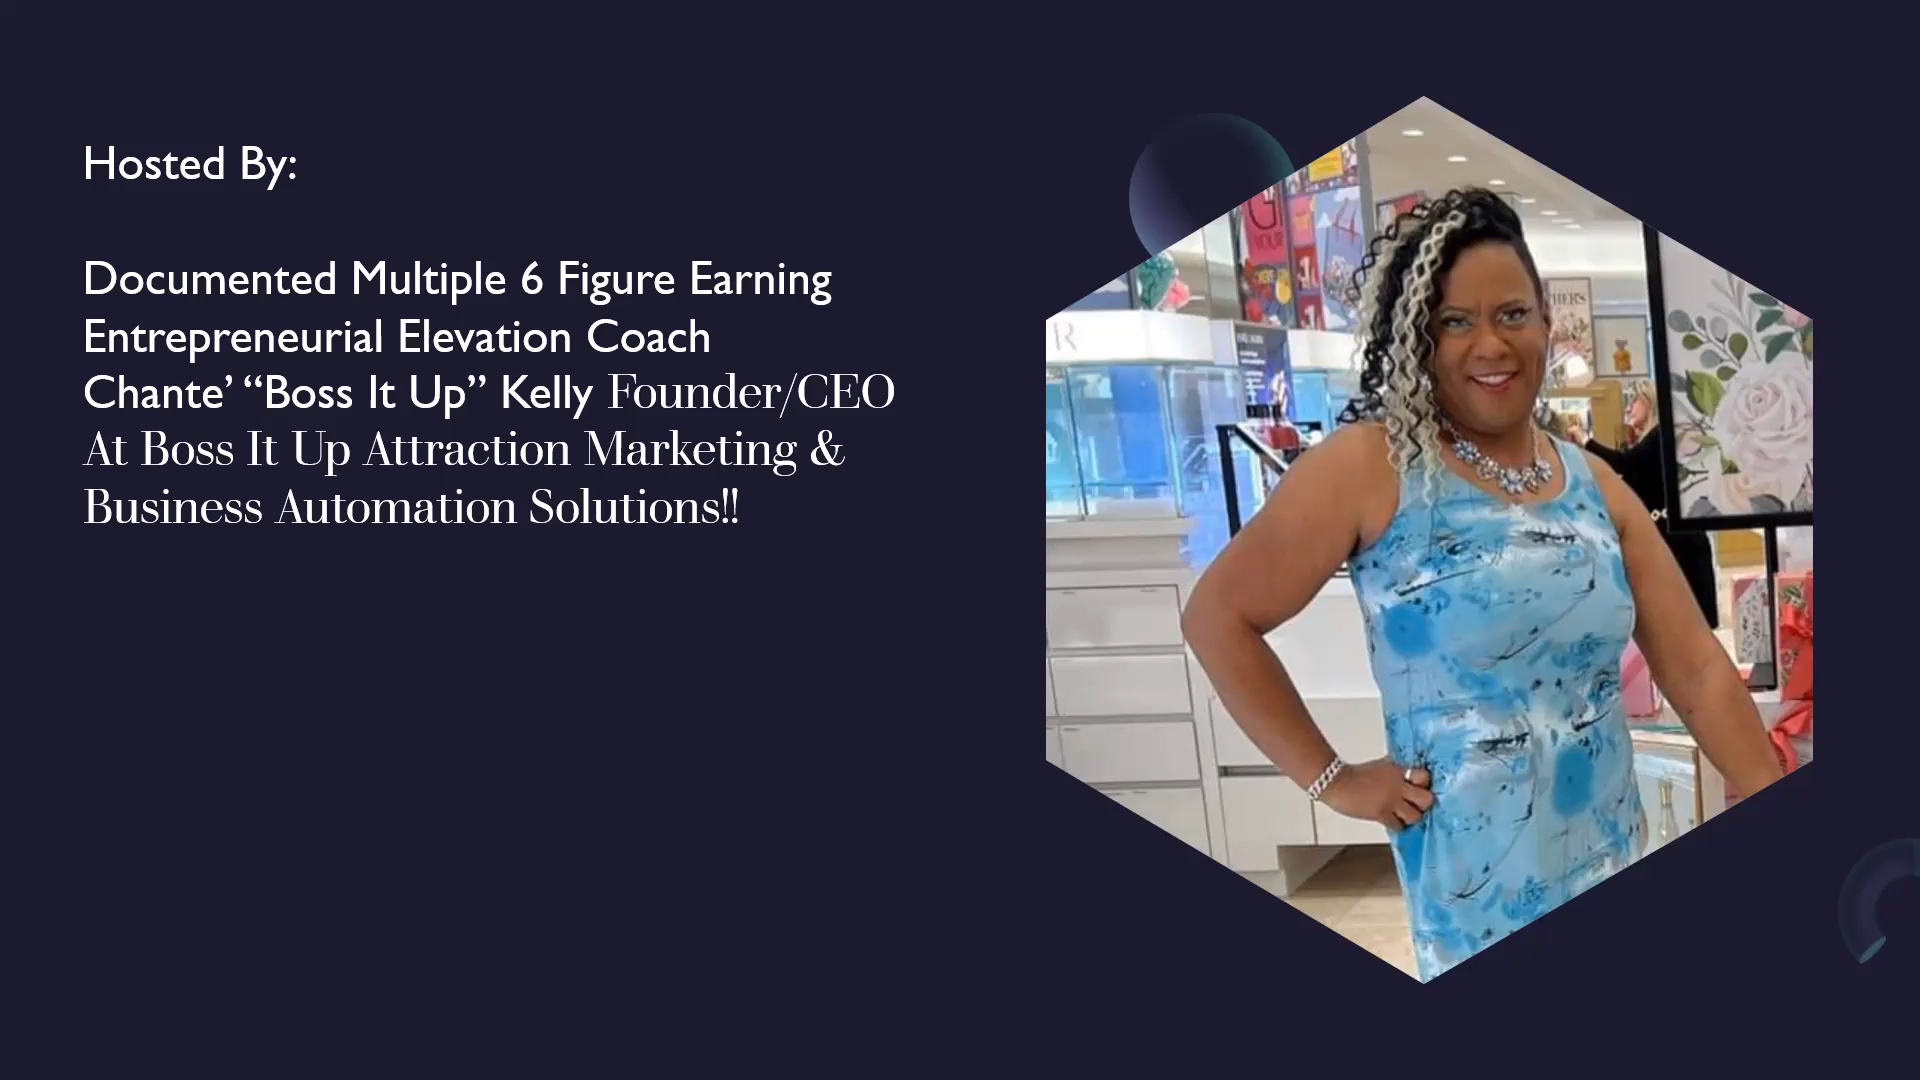 Hosted By:
Documented Multiple 6 Figure Earning
Entrepreneurial Elevation Coach
Chante’ “Boss It Up” Kelly Founder/CEO
At Boss It Up Attraction Marketing &
Business Automation Solutions!!
YOUR